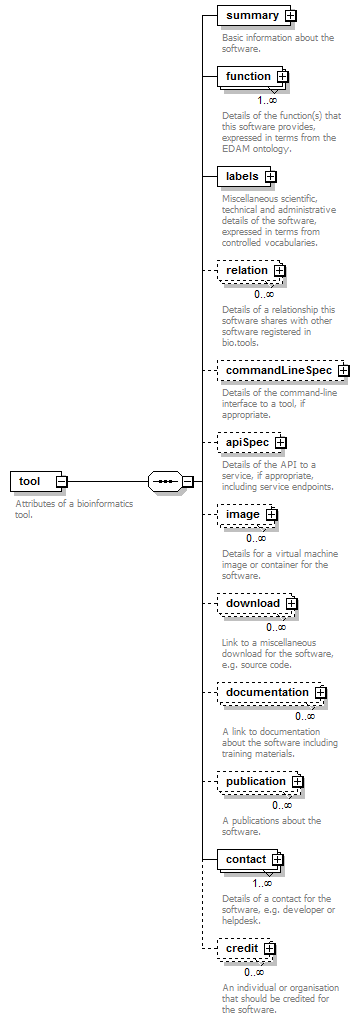 summary
Basic information about the
software.
function
1..∞
Details of the function(s) that
this software provides,
expressed in terms from the
EDAM ontology.
labels
Miscellaneous scientific,
technical and administrative
details of the software,
expressed in terms from
controlled vocabularies.
relation
0..∞
Details of a relationship this
software shares with other
software registered in
bio.tools.
commandLineSpec
Details of the command-line
interface to a tool, if
appropriate.
apiSpec
Details of the API to a
service, if appropriate,
including service endpoints.
tool
Attributes of a bioinformatics
tool.
image
0..∞
Details for a virtual machine
image or container for the
software.
download
0..∞
Link to a miscellaneous
download for the software,
e.g. source code.
documentation
0..∞
A link to documentation
about the software including
training materials.
publication
0..∞
A publications about the
software.
contact
1..∞
Details of a contact for the
software, e.g. developer or
helpdesk.
credit
0..∞
An individual or organisation
that should be credited for
the software.